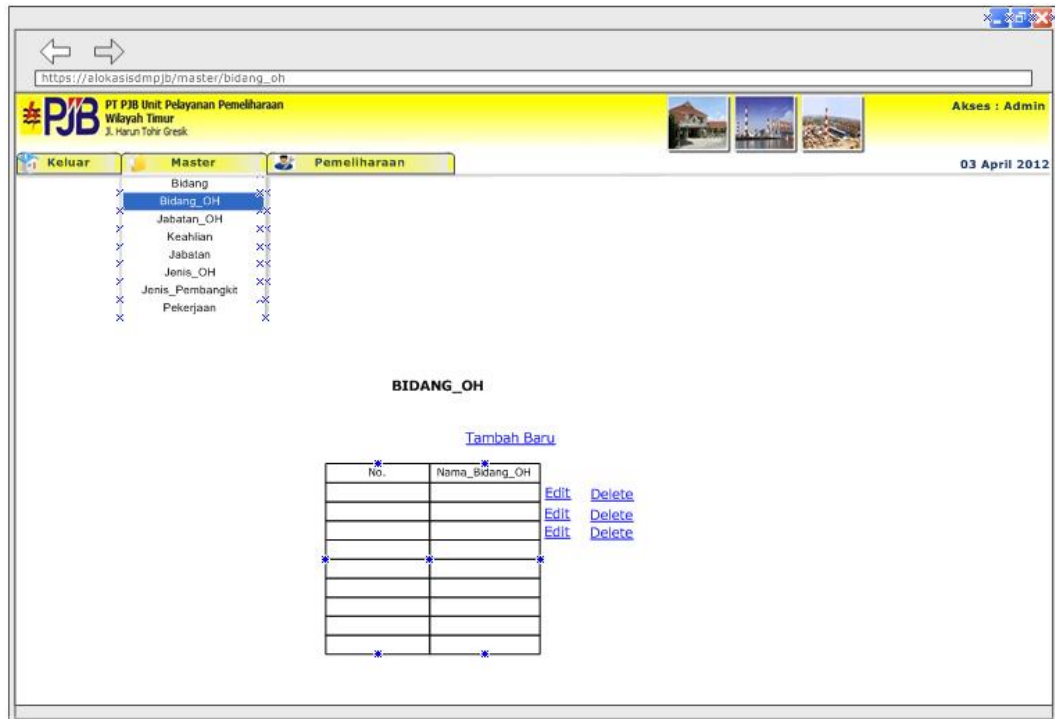 https://alokasisdmpjb/master/bidang_oh
PJB
PT PJB Unit Pelayanan Pemeliharaan
Wilayah Timur
Jl. Harun Tohir Gresik
Akses : Admin
Keluar Master Pemeliharaan
03 April 2012
Bidang
Bidang_OH
Jabatan_OH
Keahlian
Jabatan
Jenis_OH
Jenis_Pembangkit
Pekerjaan
BIDANG_OH
Tambah Baru
No. Nama_Bidang_OH
Edit Delete
Edit Delete
Edit Delete